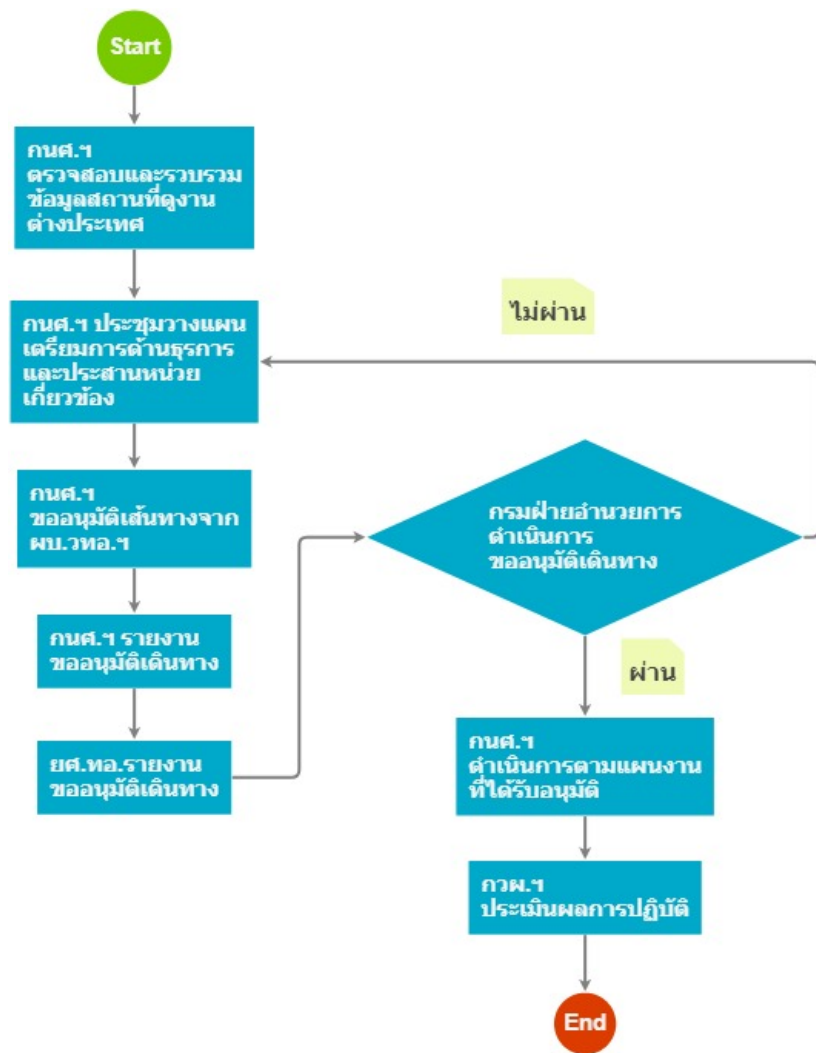 Start
กนศ.ฯ
ตรวจสอบและรวบรวม
ข้อมูลสถานที่ดูงาน
ต่างประเทศ
กนศ.ฯ ประชุมวางแผน
เตรียมการด้านธุรการ
และประสานหน่วย
เกี่ยวข้อง
กนศ.ฯ
ขออนุมัติเส้นทางจาก
ผบ.วทอ.ฯ
กนศ.ฯ รายงาน
ขออนุมัติเดินทาง
ยศ.ทอ.รายงาน
ขออนุมัติเดินทาง
กรมฝ่ายอำนวยการ
ดำเนินการ
ขออนุมัติเดินทาง
ไม่ผ่าน
ผ่าน
กนศ.ฯ
ดำเนินการตามแผนงาน
ที่ได้รับอนุมัติ
กวผ.ฯ
ประเมินผลการปฏิบัติ
End